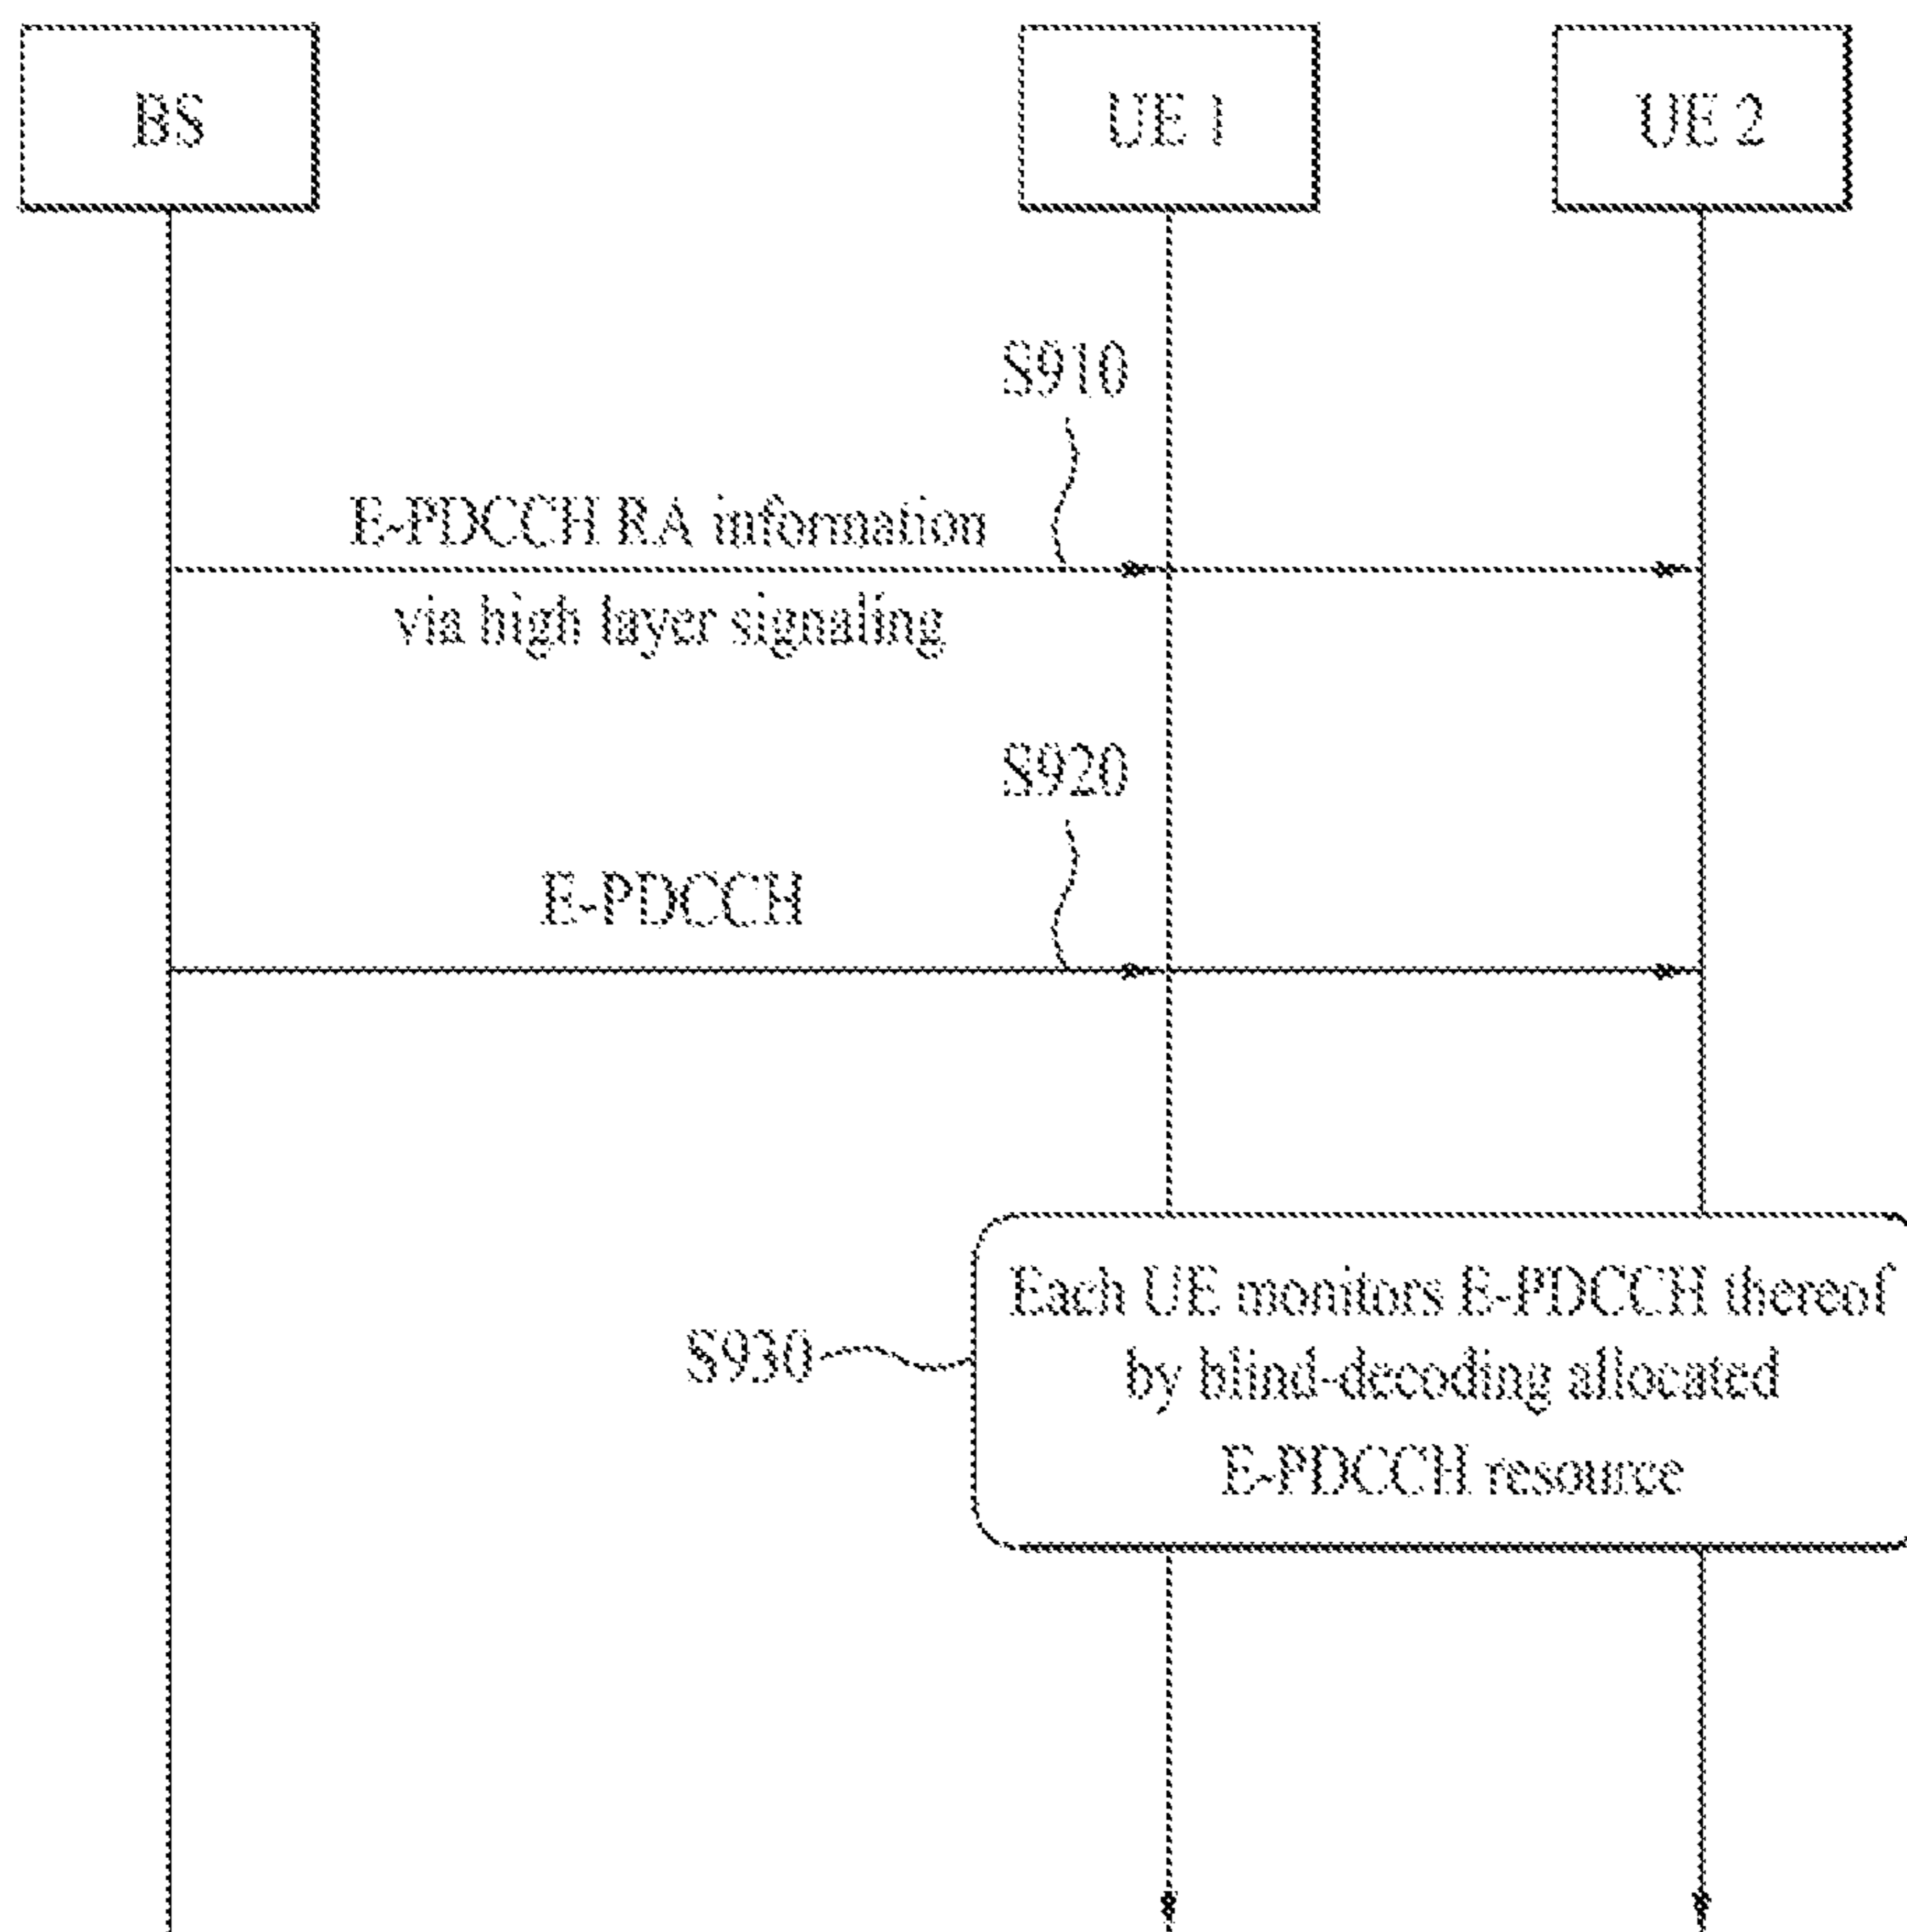 BS
UE 1
UE 2
S910
E-PDCCH RA information
via high layer signaling
S920
E-PDCCH
S930
Each UE monitors E-PDCCH thereof
by blind-decoding allocated
E-PDCCH resource